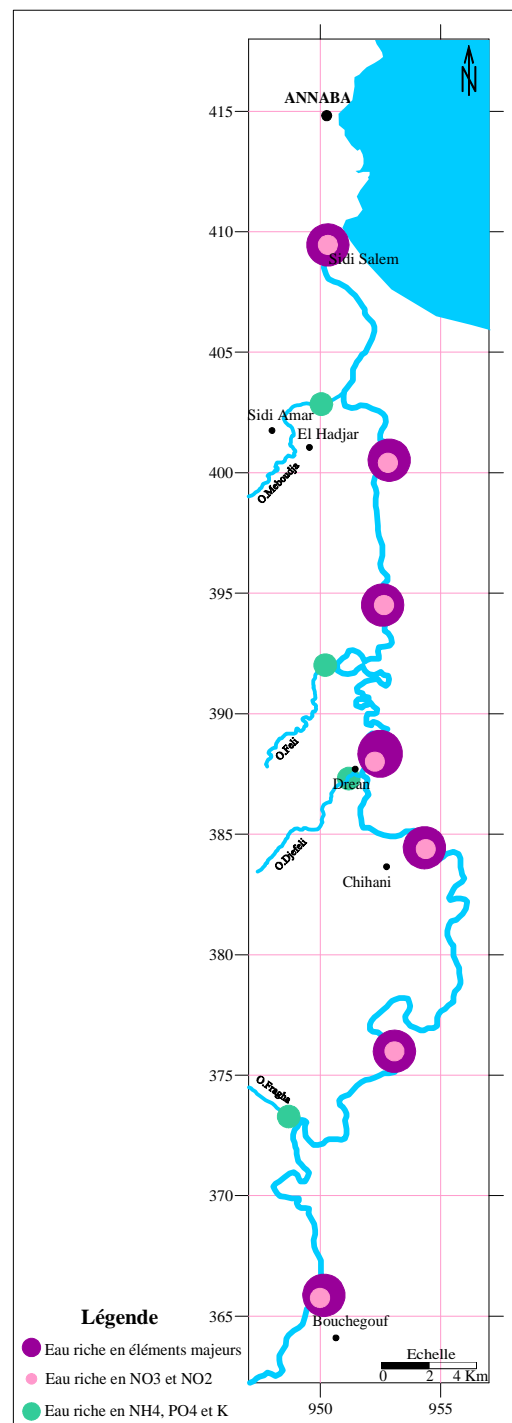 N
ANNABA
415
410
Sidi Salem
405
Sidi Amar
El Hadjar
400
O.Meboudja
395
390
O.Feli
Drean
385
O.Djefeli
Chihani
380
375
O.Fragha
370
365
Bouchegouf
Légende
Eau riche en éléments majeurs
Eau riche en NO3 et NO2
Eau riche en NH4, PO4 et K
Echelle
0 2 4 Km
950 955